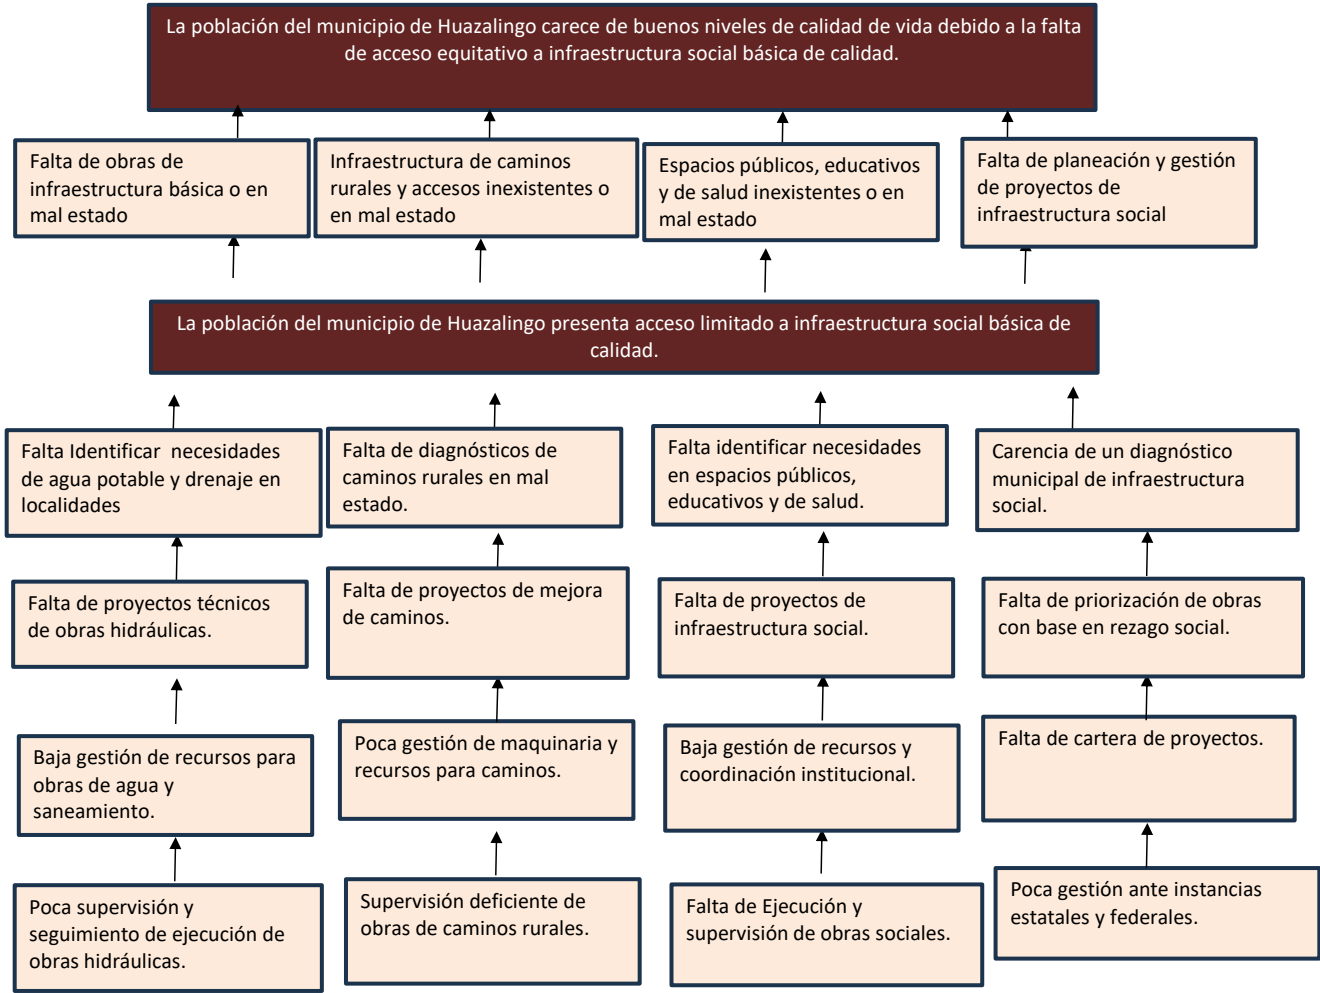 La población del municipio de Huazalingo carece de buenos niveles de calidad de vida debido a la falta
de acceso equitativo a infraestructura social básica de calidad.
Falta de obras de
infraestructura básica o en
mal estado
Infraestructura de caminos
rurales y accesos inexistentes o
en mal estado
Espacios públicos, educativos
y de salud inexistentes o en
mal estado
Falta de planeación y gestión
de proyectos de
infraestructura social
La población del municipio de Huazalingo presenta acceso limitado a infraestructura social básica de
calidad.
Falta Identificar necesidades
de agua potable y drenaje en
localidades
Falta de diagnósticos de
caminos rurales en mal
estado.
Falta identificar necesidades
en espacios públicos,
educativos y de salud.
Carencia de un diagnóstico
municipal de infraestructura
social.
Falta de proyectos técnicos
de obras hidráulicas.
Falta de proyectos de mejora
de caminos.
Falta de proyectos de
infraestructura social.
Falta de priorización de obras
con base en rezago social.
Baja gestión de recursos para
obras de agua y
saneamiento.
Poca gestión de maquinaria y
recursos para caminos.
Baja gestión de recursos y
coordinación institucional.
Falta de cartera de proyectos.
Poca supervisión y
seguimiento de ejecución de
obras hidráulicas.
Supervisión deficiente de
obras de caminos rurales.
Falta de Ejecución y
supervisión de obras sociales.
Poca gestión ante instancias
estatales y federales.